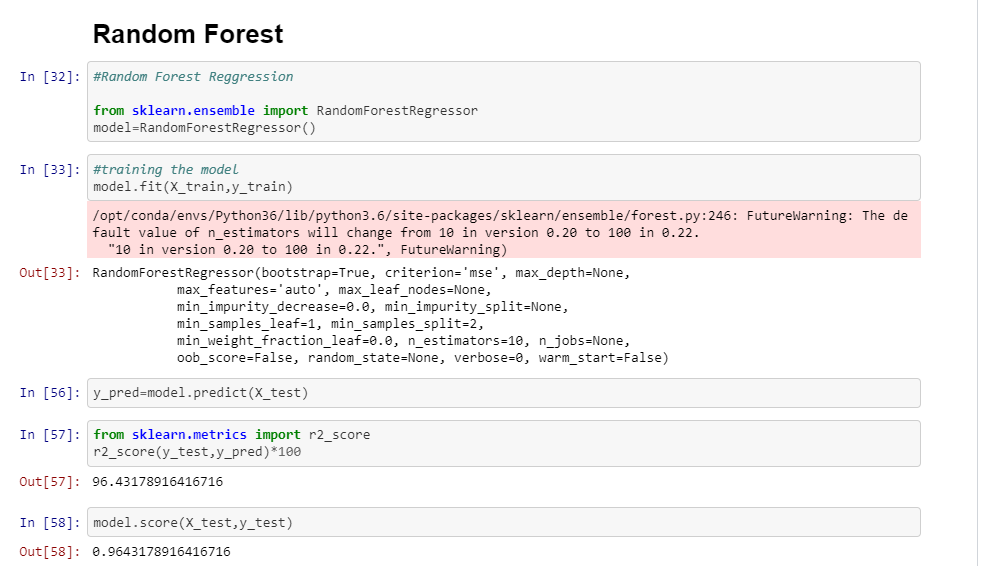 Random Forest
In [32]: #Random Forest Reggression
from sklearn.ensemble import RandomForestRegressor
model=RandomForestRegressor()
In [33]: #training the model
model.fit(X_train,y_train)
/opt/conda/envs/Python36/lib/python3.6/site-packages/sklearn/ensemble/forest.py:246: FutureWarning: The de
fault value of n_estimators will change from 10 in version 0.20 to 100 in 0.22.
"10 in version 0.20 to 100 in 0.22.", FutureWarning)
Out[33]: RandomForestRegressor(bootstrap=True, criterion='mse', max_depth=None,
max_features='auto', max_leaf_nodes=None,
min_impurity_decrease=0.0, min_impurity_split=None,
min_samples_leaf=1, min_samples_split=2,
min_weight_fraction_leaf=0.0, n_estimators=10, n_jobs=None,
oob_score=False, random_state=None, verbose=0, warm_start=False)
In [56]: y_pred=model.predict(X_test)
In [57]: from sklearn.metrics import r2_score
r2_score(y_test,y_pred)*100
Out[57]: 96.43178916416716
In [58]: model.score(X_test,y_test)
Out[58]: 0.9643178916416716